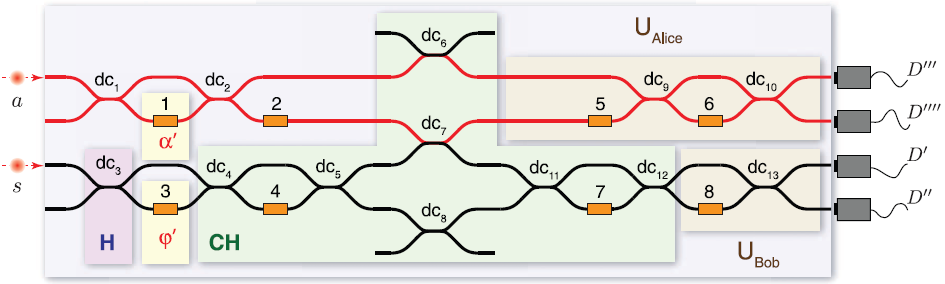 U_Alice
dc₆
dc₁ dc₂ dc₉ dc₁₀
D′′′
a
1 2 5 6
D′′′′
α′
dc₇
dc₃ dc₄ dc₅ dc₁₁ dc₁₂ dc₁₃
D′
s
3 4 7 8
D′′
dc₈
H φ′ CH
U_Bob